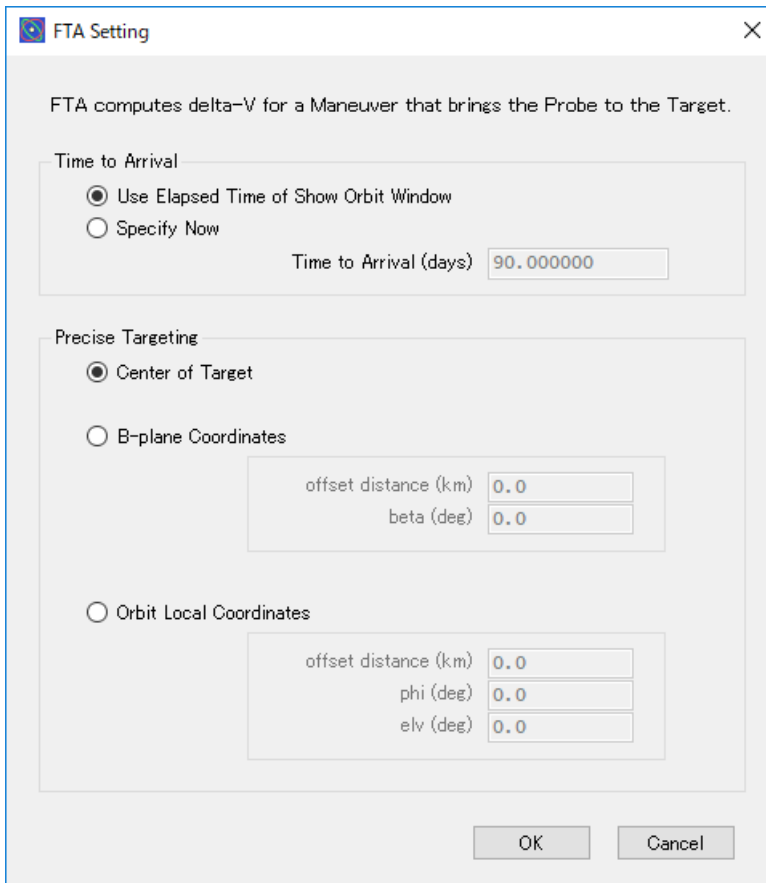 FTA Setting
FTA computes delta-V for a Maneuver that brings the Probe to the Target.
Time to Arrival
Use Elapsed Time of Show Orbit Window
Specify Now
Time to Arrival (days) 90.000000
Precise Targeting
Center of Target
B-plane Coordinates
offset distance (km) 0.0
beta (deg) 0.0
Orbit Local Coordinates
offset distance (km) 0.0
phi (deg) 0.0
elv (deg) 0.0
OK Cancel